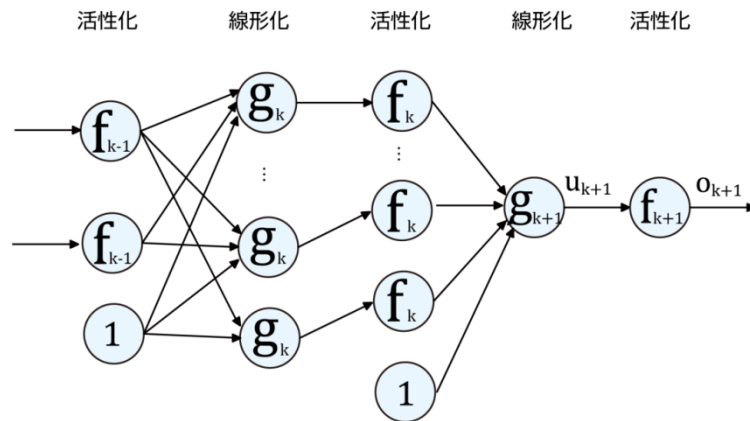 活性化 線形化 活性化 線形化 活性化
f k-1 g k f k
⋮ ⋮
f k-1 g k f k g k+1 u k+1 f k+1 o k+1
1 g k f k
1